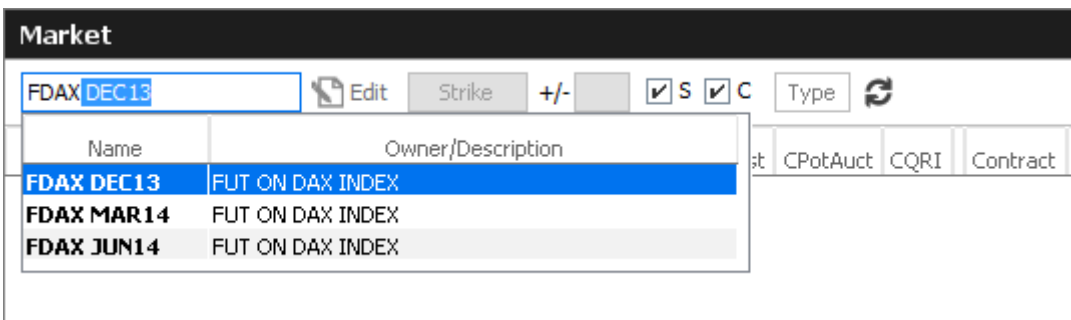 Market
FDAX DEC13 Edit Strike +/- S C Type
Name Owner/Description CPotAuct CQRI Contract
FDAX DEC13 FUT ON DAX INDEX
FDAX MAR14 FUT ON DAX INDEX
FDAX JUN14 FUT ON DAX INDEX